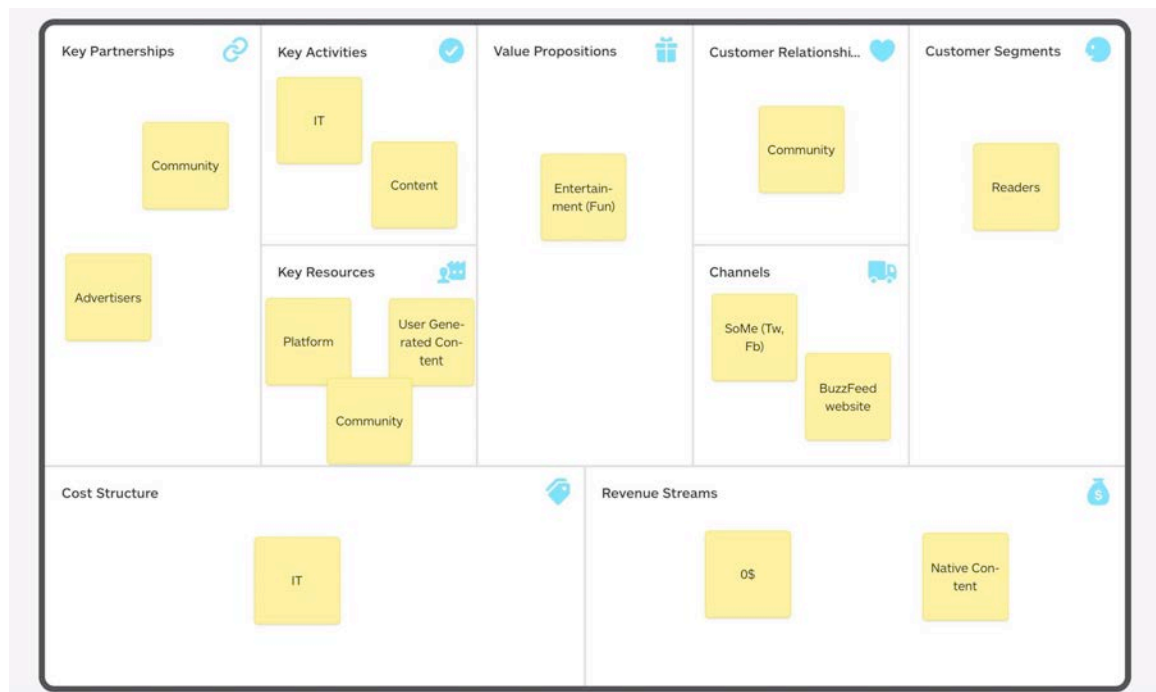 Key Partnerships
Community
Advertisers
Key Activities
IT
Content
Key Resources
Platform
User Gene-
rated Con-
tent
Community
Value Propositions
Entertain-
ment (Fun)
Customer Relationshi...
Community
Channels
SoMe (Tw,
Fb)
BuzzFeed
website
Customer Segments
Readers
Cost Structure
IT
Revenue Streams
$
0$
Native Con-
tent